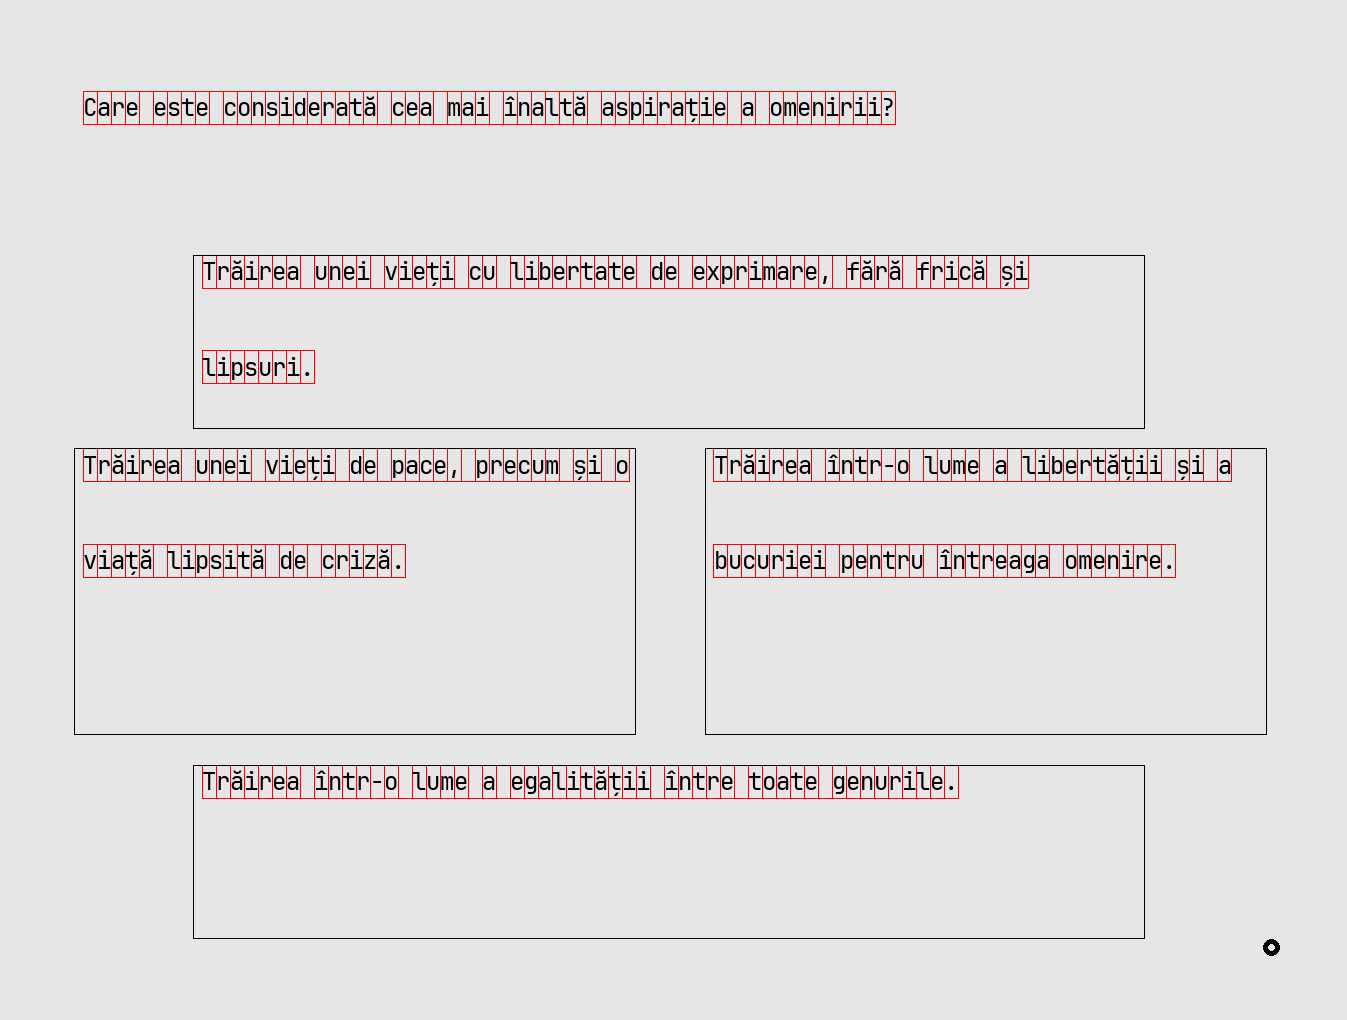 Care este considerată cea mai înaltă aspirație a omenirii?
Trăirea unei vieți cu libertate de exprimare, fără frică și
lipsuri.
Trăirea unei vieți de pace, precum și o
viață lipsită de criză.
Trăirea într-o lume a libertății și a
bucuriei pentru întreaga omenire.
Trăirea într-o lume a egalității între toate genurile.